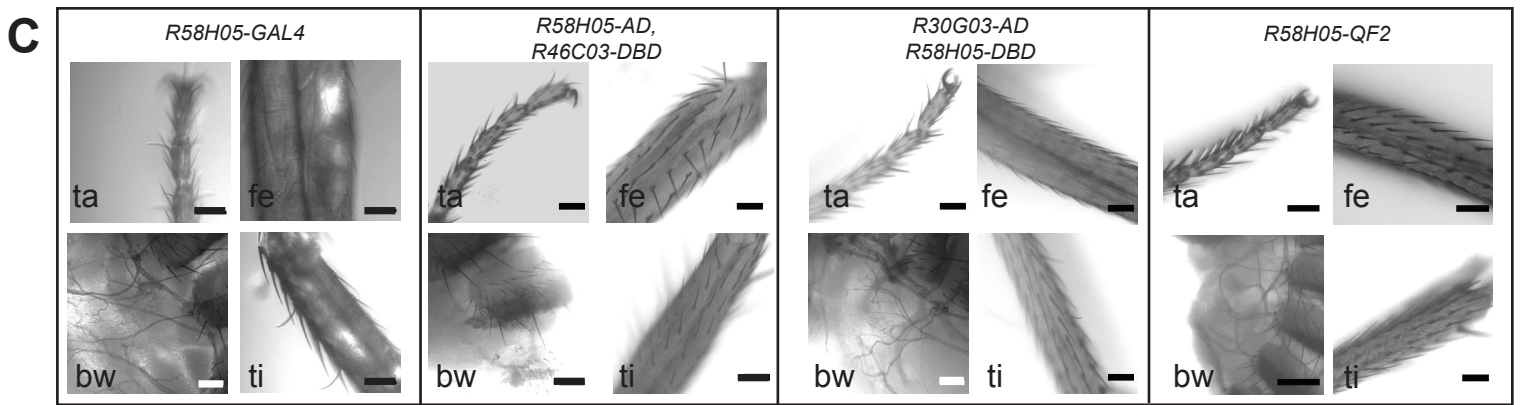 C
R58H05-GAL4
ta
fe
bw
ti
R58H05-AD,
R46C03-DBD
ta
fe
bw
ti
R30G03-AD
R58H05-DBD
ta
fe
bw
ti
R58H05-QF2
ta
fe
bw
ti